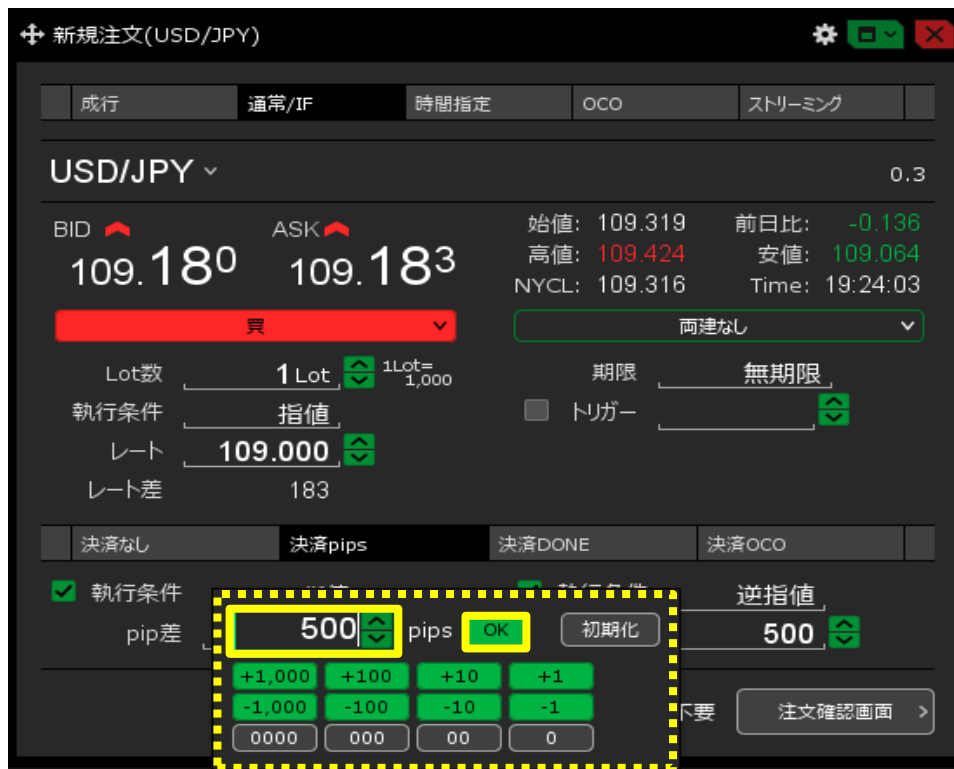 新規注文(USD/JPY)
成行 通常/IF 時間指定 OCO ストリーミング
USD/JPY 0.3
BID ASK 始値: 109.319 前日比: -0.136
109.180 109.183 高値: 109.424 安値: 109.064
NYCL: 109.316 Time: 19:24:03
買 両建なし
Lot数 1 Lot 1Lot= 1,000 期限 無期限
執行条件 指値 トリガー
レート 109.000
レート差 183
決済なし 決済pips 決済DONE 決済OCO
執行条件 逆指値
pip差 500 pips OK 初期化 500
+1,000 +100 +10 +1
-1,000 -100 -10 -1
不要 注文確認画面
0000 000 00 0